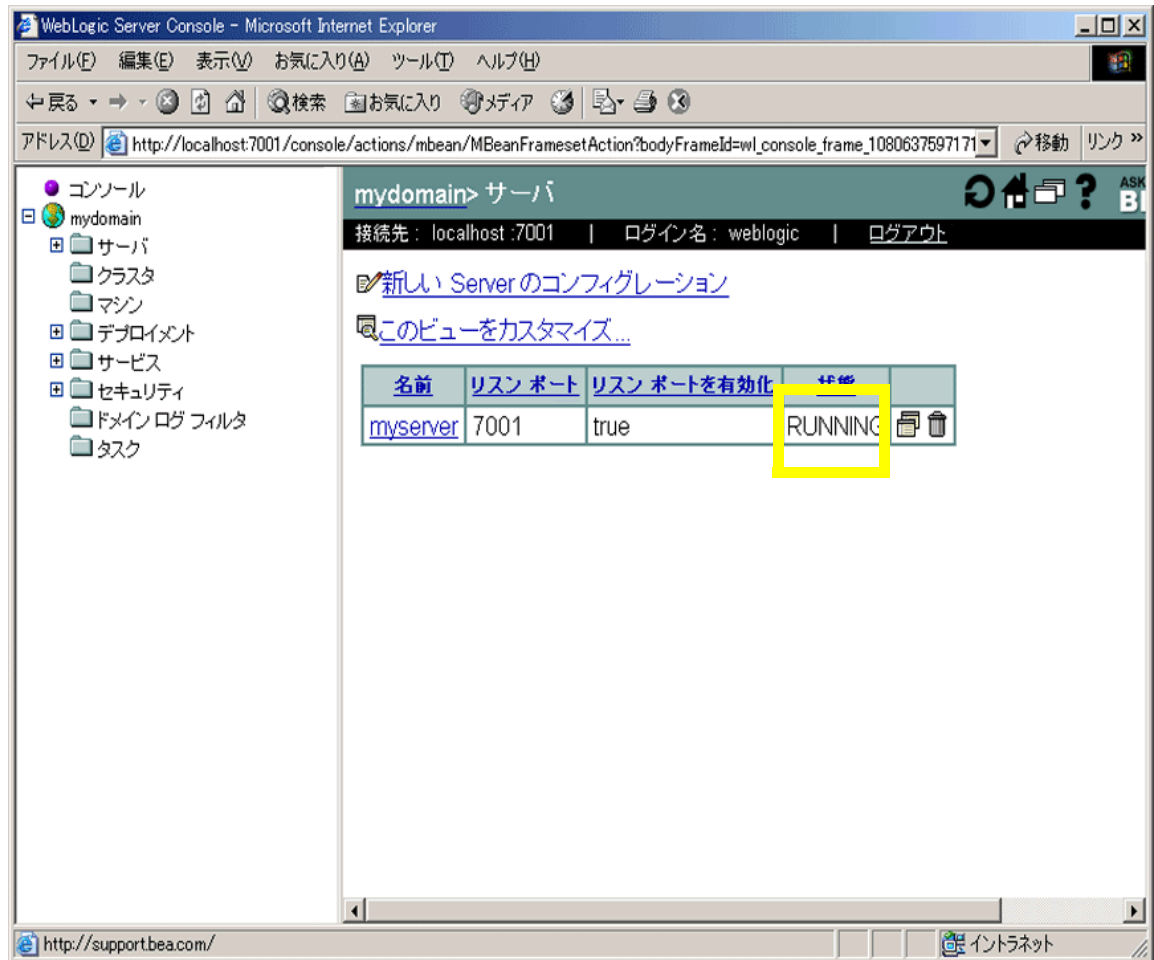 WebLogic Server Console - Microsoft Internet Explorer
ファイル(F) 編集(E) 表示(V) お気に入り(A) ツール(T) ヘルプ(H)
戻る 検索 お気に入り メディア
アドレス(D) http://localhost:7001/console/actions/mbean/MBeanFramesetAction?bodyFrameId=wl_console_frame_1080637597171 移動 リンク »
コンソール
mydomain
サーバ
クラスタ
マシン
デプロイメント
サービス
セキュリティ
ドメイン ログ フィルタ
タスク
mydomain> サーバ
ASK
接続先 : localhost :7001 | ログイン名 : weblogic | ログアウト
新しい Server のコンフィグレーション
このビューをカスタマイズ...
名前 リスン ポート リスン ポートを有効化 状態
myserver 7001 true RUNNING
http://support.bea.com/ イントラネット